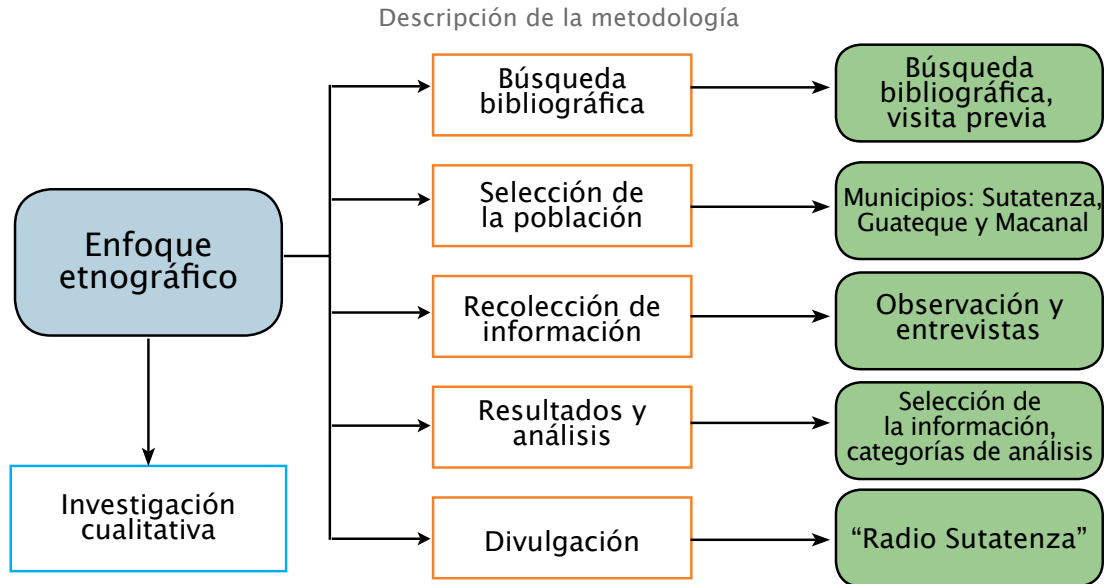 Descripción de la metodología
Búsqueda
bibliográfica
Búsqueda
bibliográfica,
visita previa
Selección de
la población
Municipios: Sutatenza,
Guateque y Macanal
Enfoque
etnográfico
Recolección de
información
Observación y
entrevistas
Resultados y
análisis
Selección de
la información,
categorías de análisis
Investigación
cualitativa
Divulgación
“Radio Sutatenza”